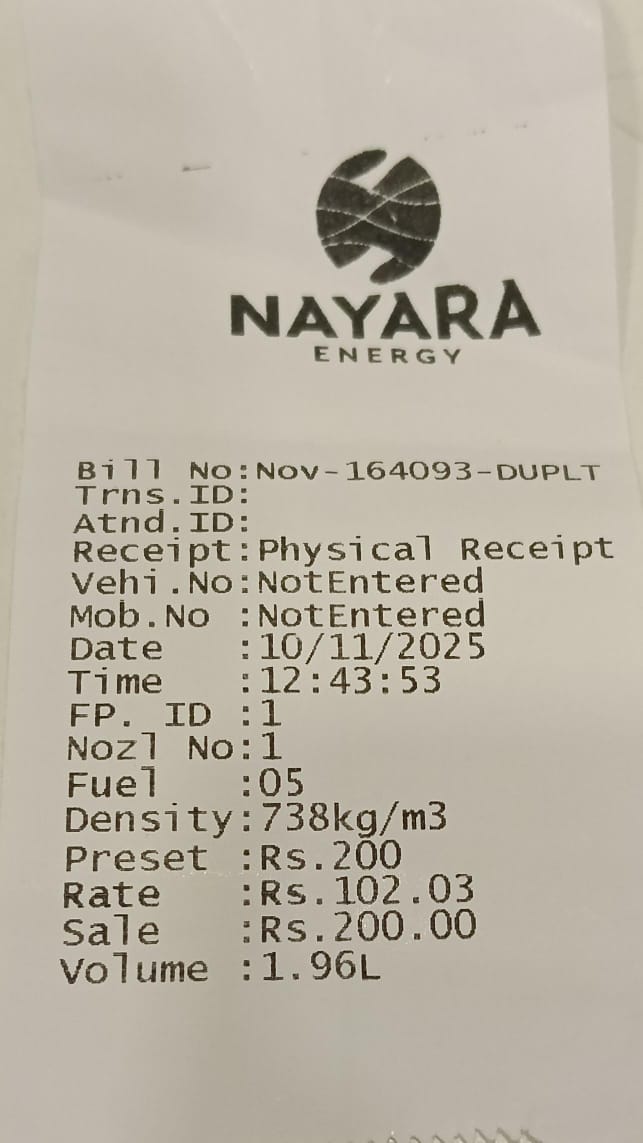 NAYARA
ENERGY
Bill No:Nov-164093-DUPLT
Trns.ID:
Atnd.ID:
Receipt:Physical Receipt
Vehi.No:NotEntered
Mob.No :NotEntered
Date   :10/11/2025
Time   :12:43:53
FP. ID :1
Nozl No:1
Fuel   :05
Density:738kg/m3
Preset :Rs.200
Rate   :Rs.102.03
Sale   :Rs.200.00
Volume :1.96L